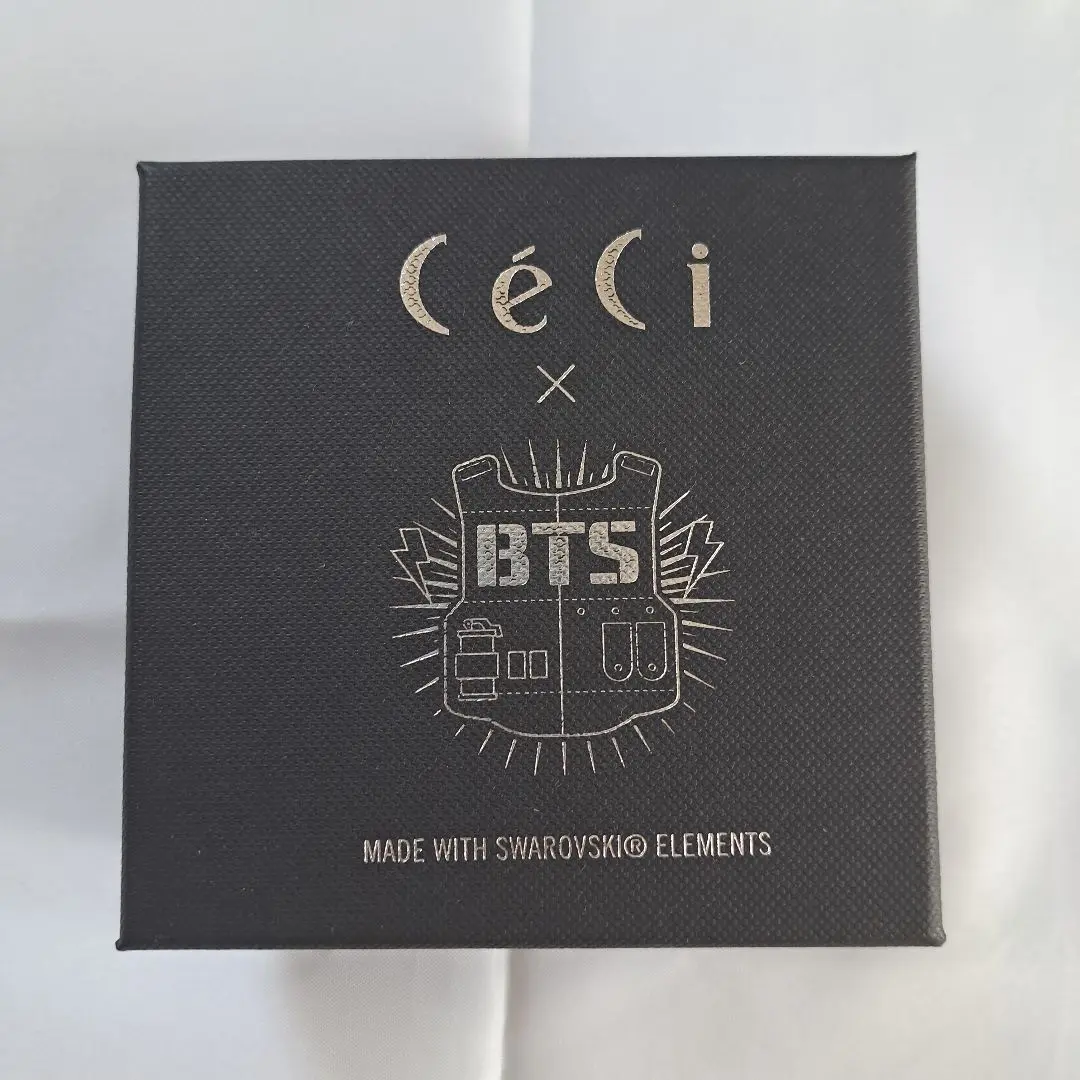 CéCi
×
BTS
MADE WITH SWAROVSKI® ELEMENTS